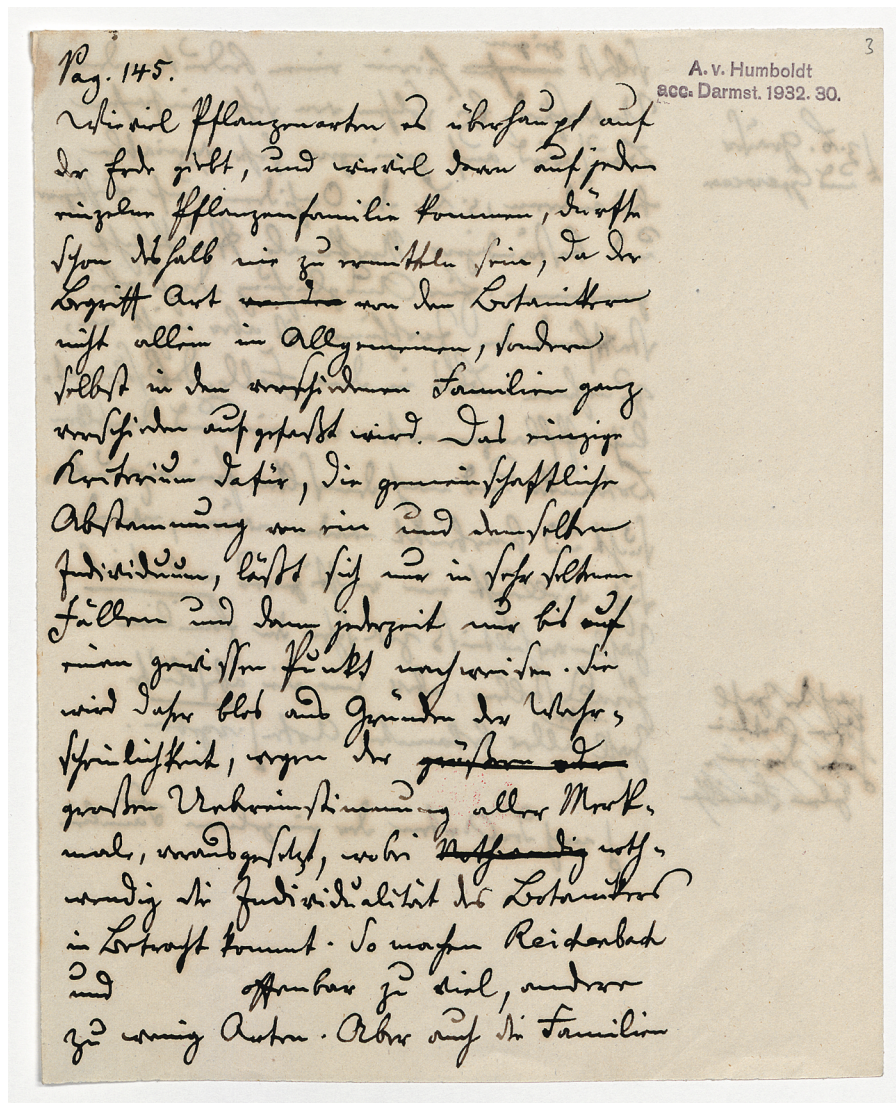 3
A. v. Humboldt
acc. Darmst. 1932. 30.
Pag. 145.
Wieviel Pflanzenarten es überhaupt auf
der Erde giebt, und wieviel davon auf jeden
einzelne Pflanzenfamilie kommen, dürfte
schon deshalb nie zu ermitteln sein, da der
Begriff Art von den Botanikern
nicht allein im Allgemeinen, sondern
selbst in den verschiedenen Familien ganz
verschieden aufgefaßt wird. Das einzige
Kriterium dafür, die gemeinschaftliche
Abstammung von ein und demselben
Individuum, läßt sich nur in sehr seltenen
Fällen und dann jederzeit nur bis auf
einen gewissen Punkt nachweisen. Sie
wird daher blos aus Gründen der Wahr-
scheinlichkeit, wegen der größern oder
großen Uebereinstimmung aller Merk-
male, vorausgesetzt, wobei Nothwendig noth-
wendig die Individualität des Botanikers
in Betracht kommt. So machen Reichenbach
und offenbar zu viel, andere
zu wenig Arten. Aber auch die Familien